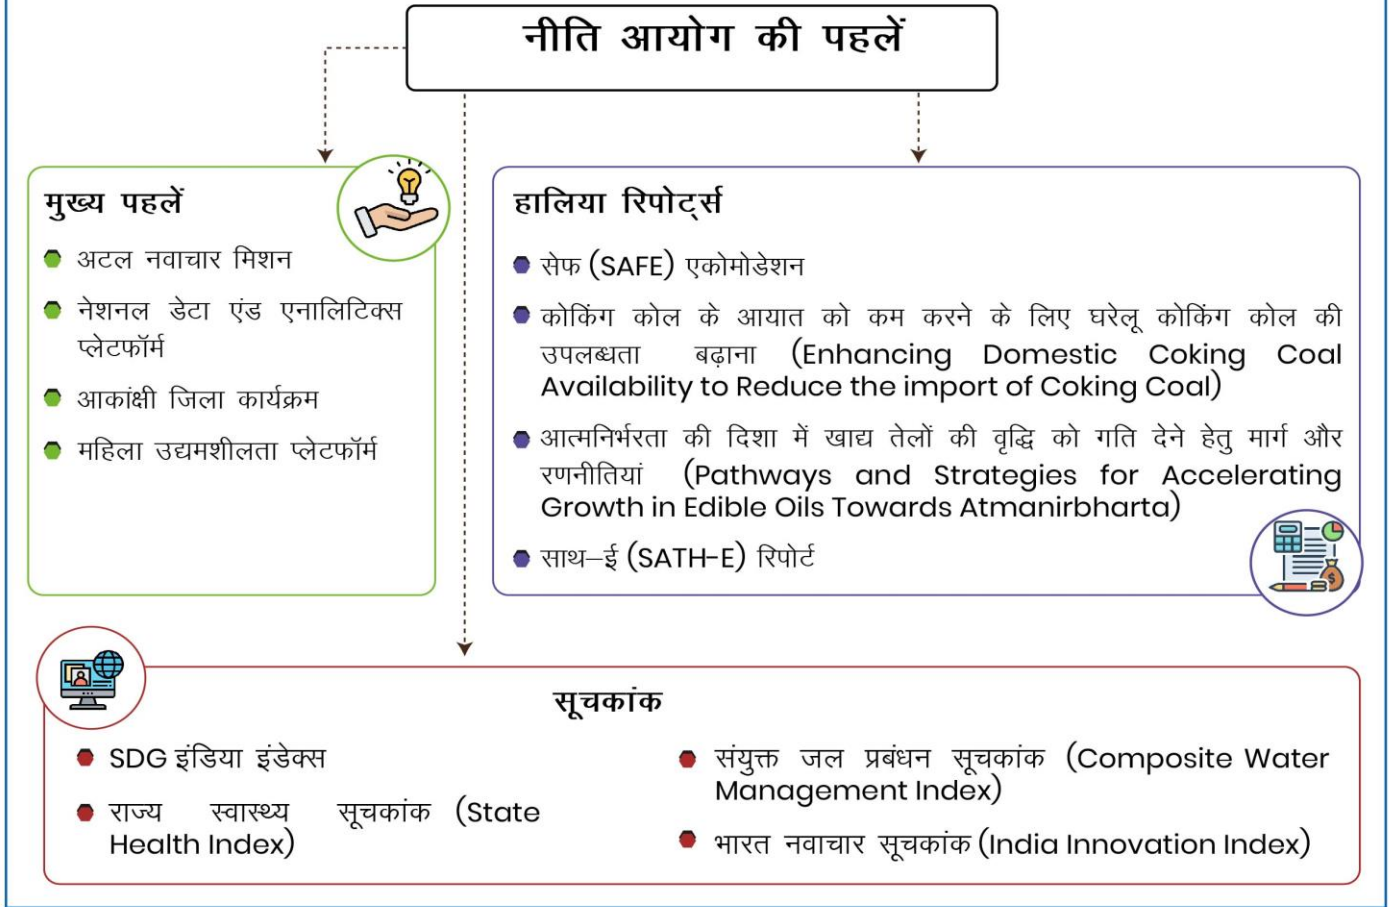 नीति आयोग की पहलें
मुख्य पहलें
अटल नवाचार मिशन
नेशनल डेटा एंड एनालिटिक्स
प्लेटफॉर्म
आकांक्षी जिला कार्यक्रम
महिला उद्यमशीलता प्लेटफॉर्म
हालिया रिपोर्ट्स
सेफ (SAFE) एकोमोडेशन
कोकिंग कोल के आयात को कम करने के लिए घरेलू कोकिंग कोल की
उपलब्धता बढ़ाना (Enhancing Domestic Coking Coal
Availability to Reduce the import of Coking Coal)
आत्मनिर्भरता की दिशा में खाद्य तेलों की वृद्धि को गति देने हेतु मार्ग और
रणनीतियां (Pathways and Strategies for Accelerating
Growth in Edible Oils Towards Atmanirbharta)
साथ–ई (SATH-E) रिपोर्ट
सूचकांक
SDG इंडिया इंडेक्स
राज्य स्वास्थ्य सूचकांक (State
Health Index)
संयुक्त जल प्रबंधन सूचकांक (Composite Water
Management Index)
भारत नवाचार सूचकांक (India Innovation Index)